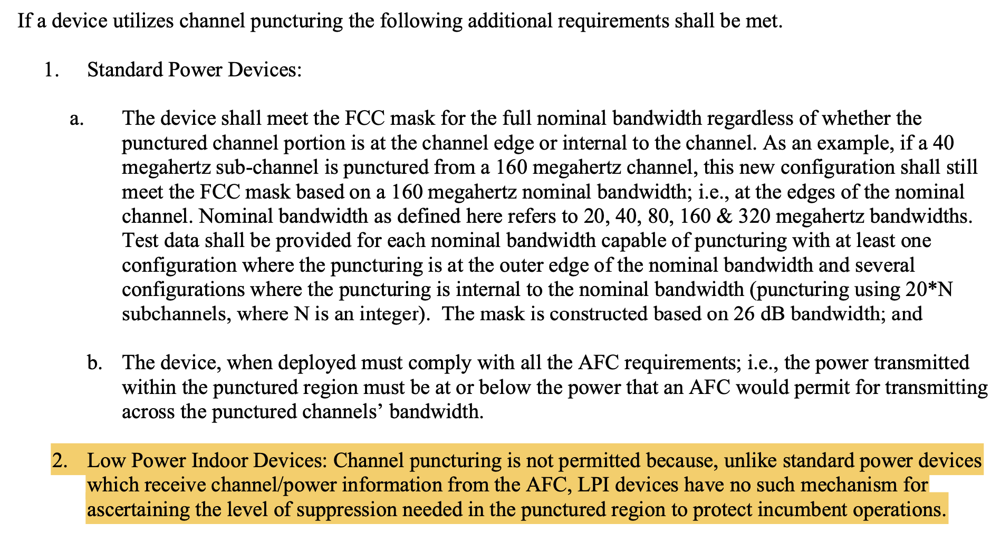 If a device utilizes channel puncturing the following additional requirements shall be met.
1. Standard Power Devices:
a. The device shall meet the FCC mask for the full nominal bandwidth regardless of whether the
punctured channel portion is at the channel edge or internal to the channel. As an example, if a 40
megahertz sub-channel is punctured from a 160 megahertz channel, this new configuration shall still
meet the FCC mask based on a 160 megahertz nominal bandwidth; i.e., at the edges of the nominal
channel. Nominal bandwidth as defined here refers to 20, 40, 80, 160 & 320 megahertz bandwidths.
Test data shall be provided for each nominal bandwidth capable of puncturing with at least one
configuration where the puncturing is at the outer edge of the nominal bandwidth and several
configurations where the puncturing is internal to the nominal bandwidth (puncturing using 20*N
subchannels, where N is an integer).  The mask is constructed based on 26 dB bandwidth; and
b. The device, when deployed must comply with all the AFC requirements; i.e., the power transmitted
within the punctured region must be at or below the power that an AFC would permit for transmitting
across the punctured channels’ bandwidth.
2. Low Power Indoor Devices: Channel puncturing is not permitted because, unlike standard power devices
which receive channel/power information from the AFC, LPI devices have no such mechanism for
ascertaining the level of suppression needed in the punctured region to protect incumbent operations.